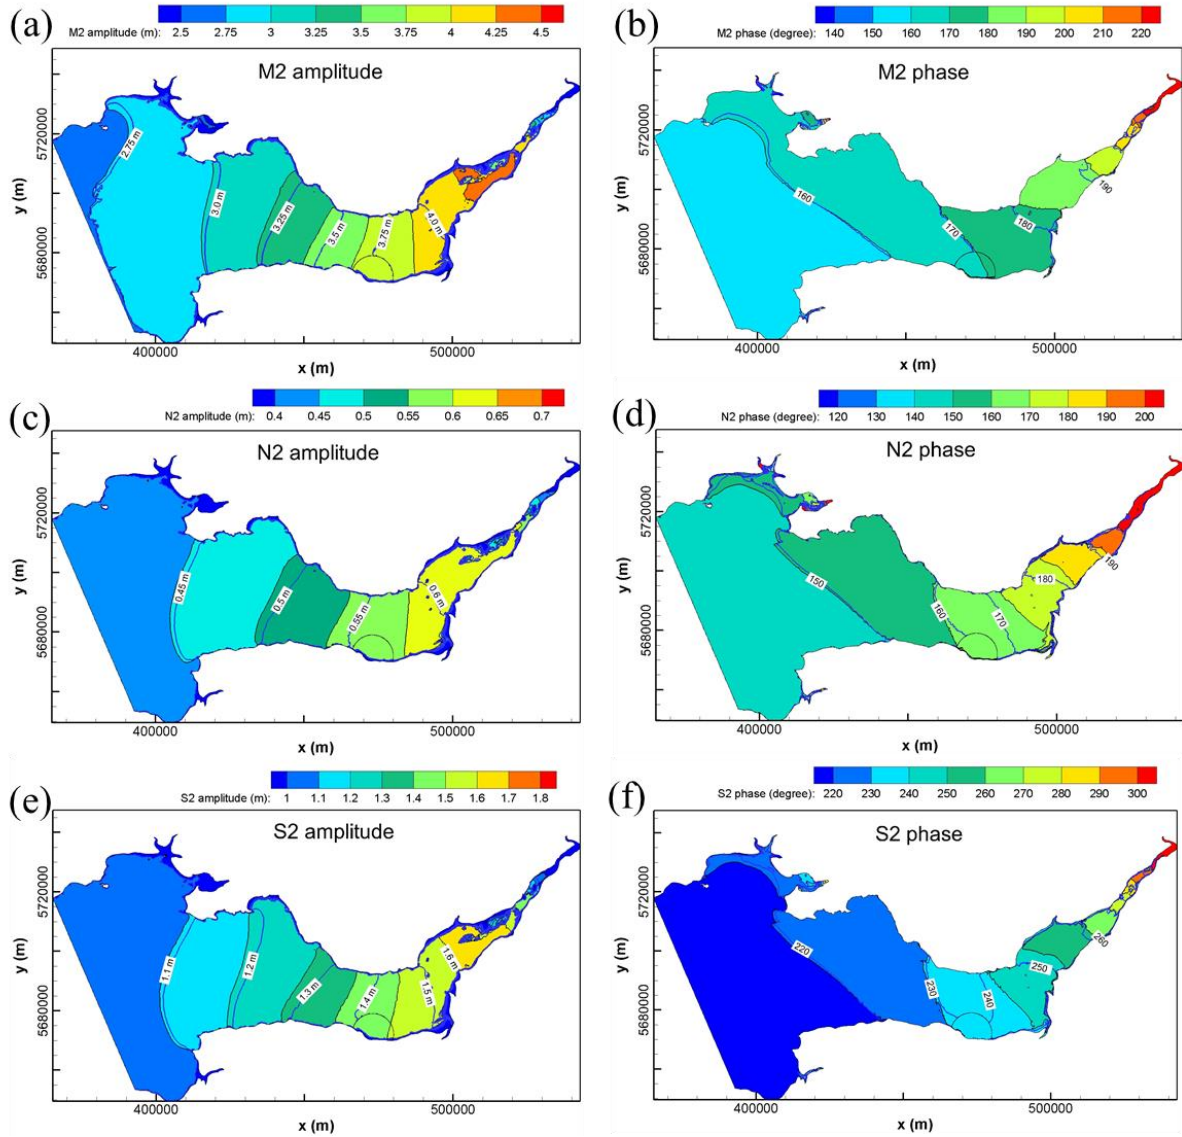 (a)
M2 amplitude (m): 2.5 2.75 3 3.25 3.5 3.75 4 4.25 4.5
M2 amplitude
2.75 m
3.0 m
3.25 m
3.5 m
3.75 m
4.0 m
5720000
5680000
y (m)
400000 500000
x (m)
(b)
M2 phase (degree): 140 150 160 170 180 190 200 210 220
M2 phase
160
170
180
190
5720000
5680000
y (m)
400000 500000
x (m)
(c)
N2 amplitude (m): 0.4 0.45 0.5 0.55 0.6 0.65 0.7
N2 amplitude
0.45 m
0.5 m
0.55 m
0.6 m
5720000
5680000
y (m)
400000 500000
x (m)
(d)
N2 phase (degree): 120 130 140 150 160 170 180 190 200
N2 phase
150
160
170
180
190
5720000
5680000
y (m)
400000 500000
x (m)
(e)
S2 amplitude (m): 1 1.1 1.2 1.3 1.4 1.5 1.6 1.7 1.8
S2 amplitude
1.1 m
1.2 m
1.3 m
1.4 m
1.5 m
1.6 m
5720000
5680000
y (m)
400000 500000
x (m)
(f)
S2 phase (degree): 220 230 240 250 260 270 280 290 300
S2 phase
220
230
240
250
260
5720000
5680000
y (m)
400000 500000
x (m)